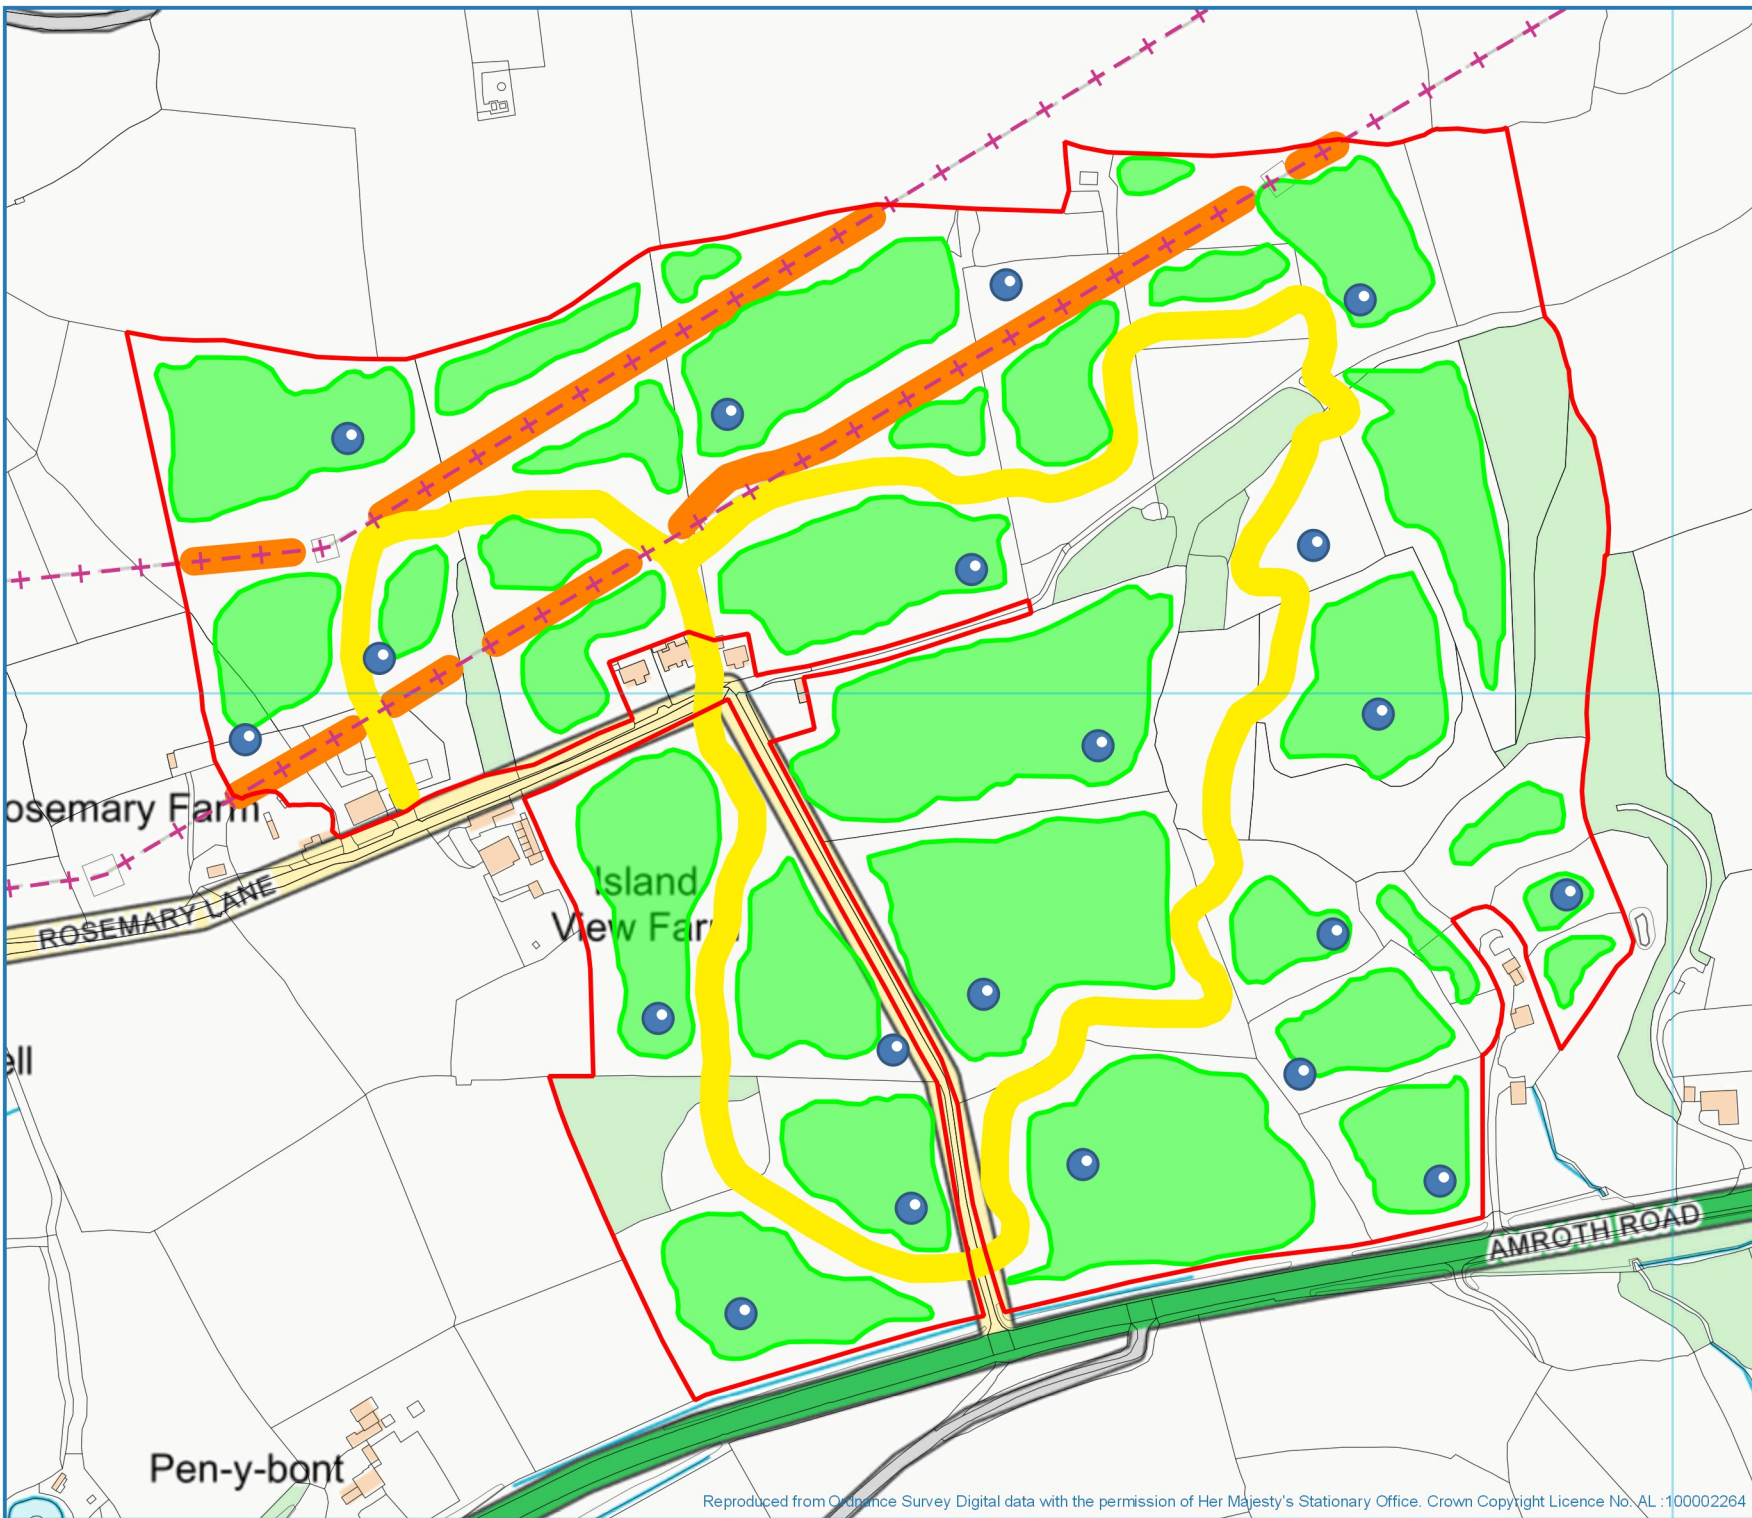 osemary Farm
ROSEMARY LANE
Island
View Farm
ell
AMROTH ROAD
Pen-y-bont
Reproduced from Ordnance Survey Digital data with the permission of Her Majesty's Stationary Office. Crown Copyright Licence No. AL :100002264